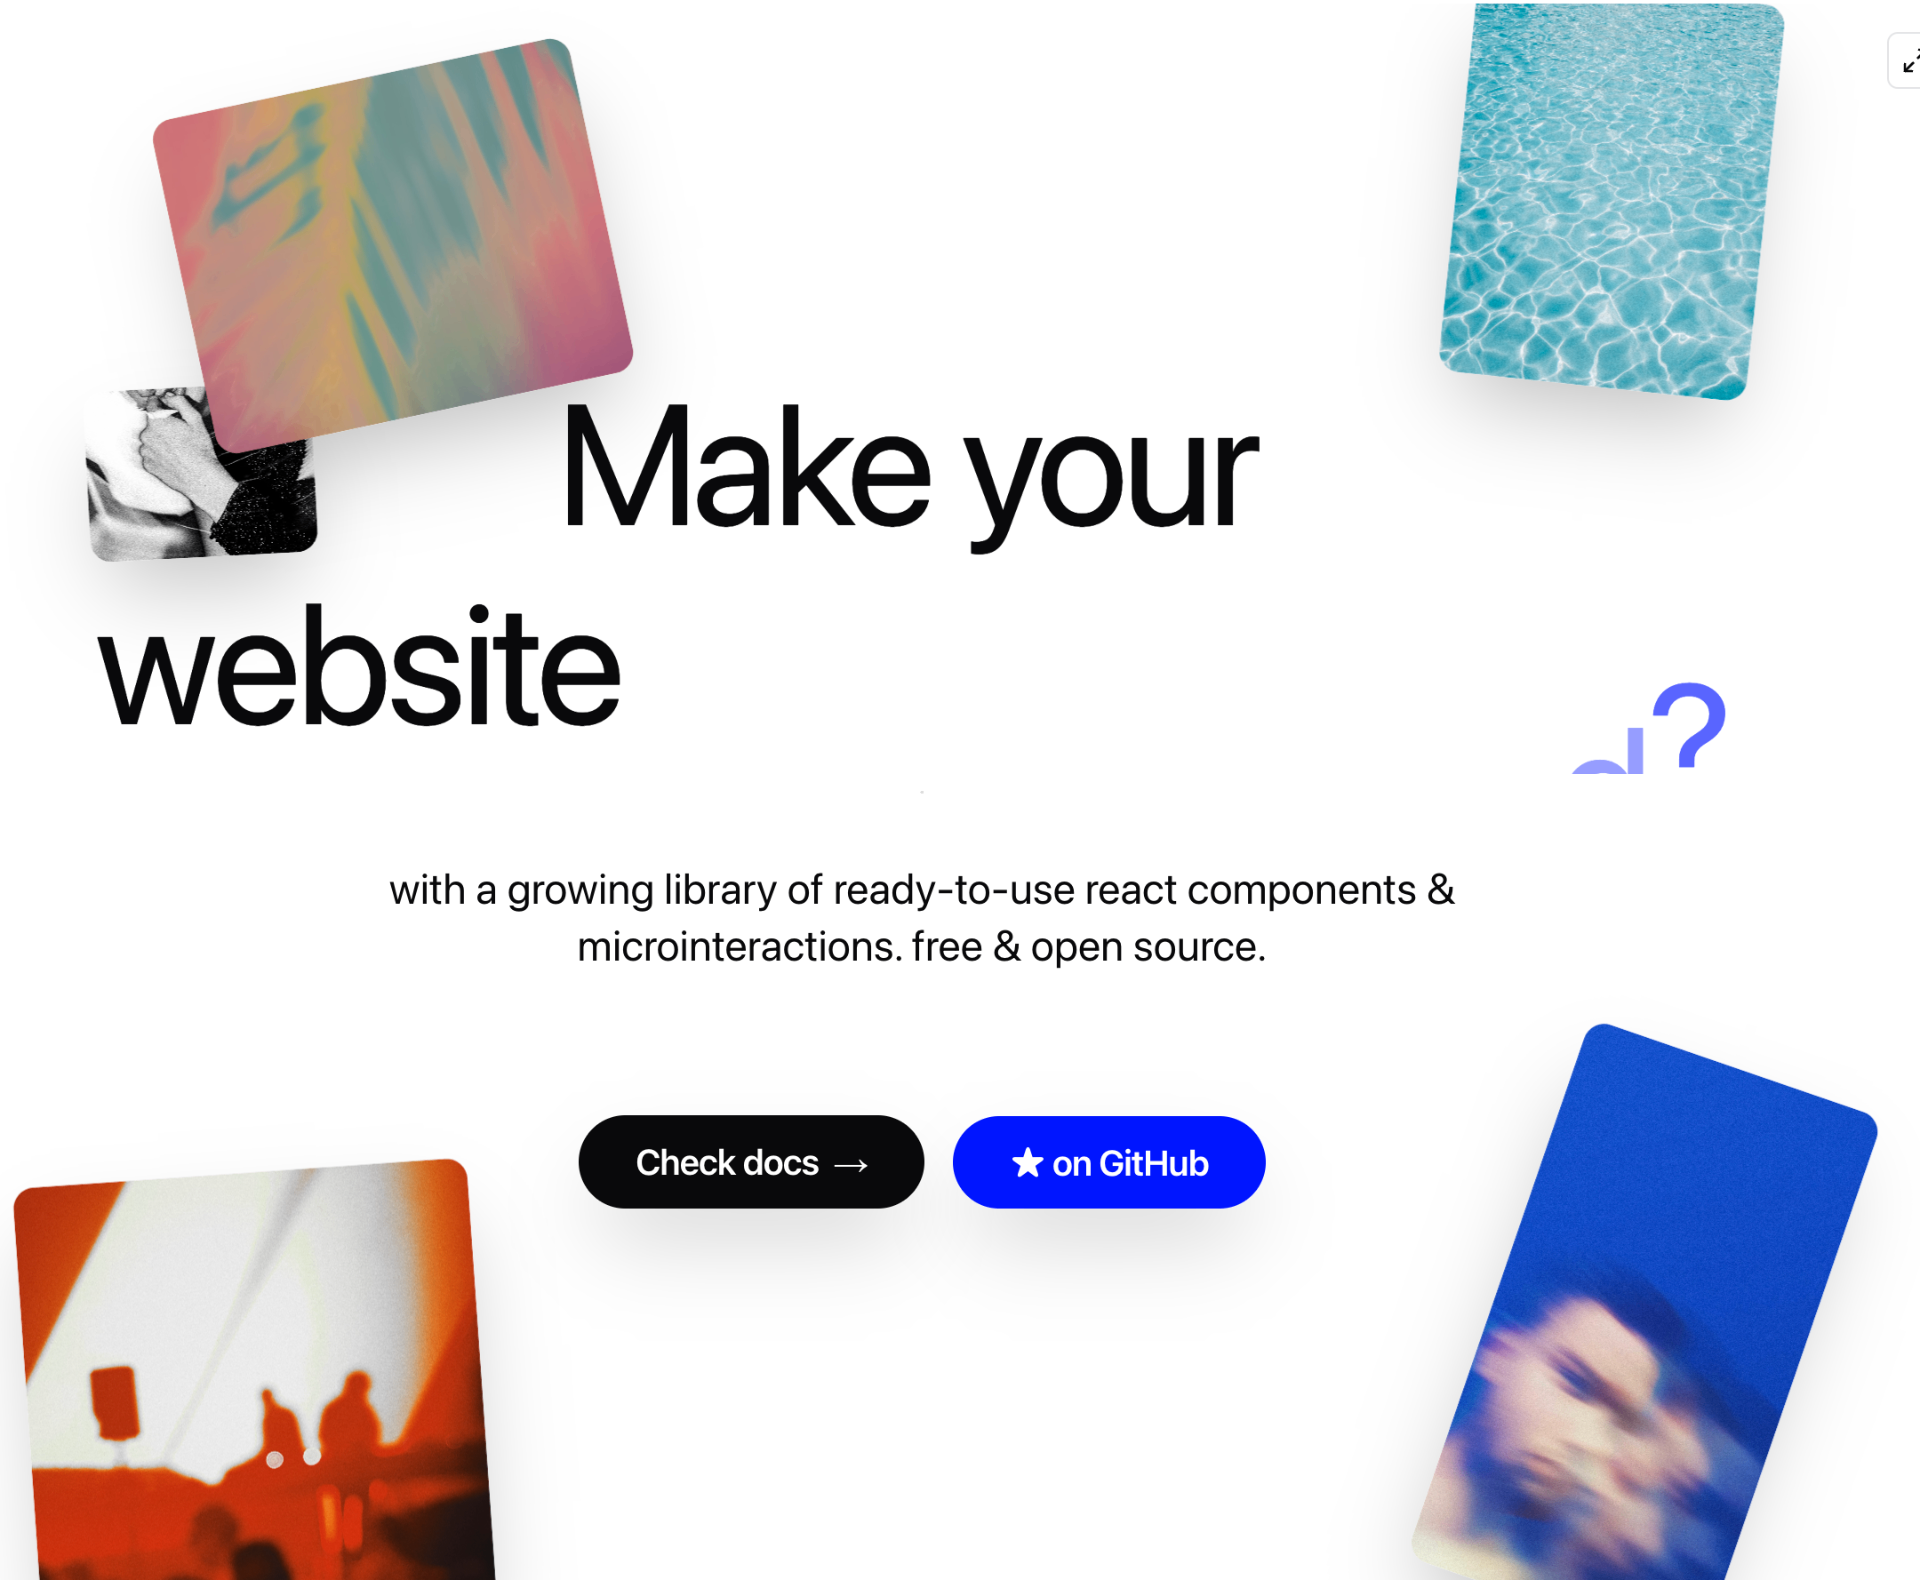 Make your
website d?
with a growing library of ready-to-use react components &
microinteractions. free & open source.
Check docs →
★ on GitHub